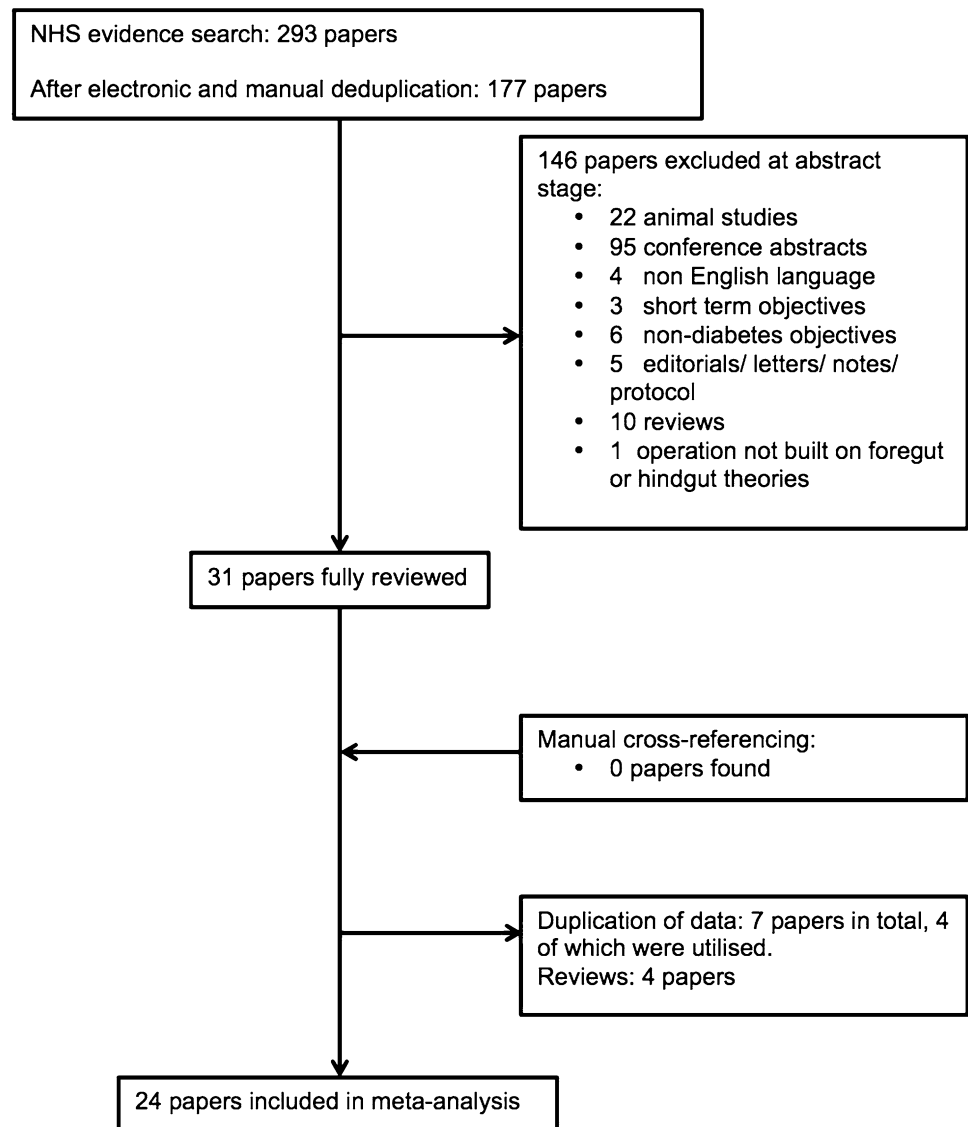 NHS evidence search: 293 papers
After electronic and manual deduplication: 177 papers
146 papers excluded at abstract
stage:
• 22 animal studies
• 95 conference abstracts
• 4 non English language
• 3 short term objectives
• 6 non-diabetes objectives
• 5 editorials/ letters/ notes/
protocol
• 10 reviews
• 1 operation not built on foregut
or hindgut theories
31 papers fully reviewed
Manual cross-referencing:
• 0 papers found
Duplication of data: 7 papers in total, 4
of which were utilised.
Reviews: 4 papers
24 papers included in meta-analysis